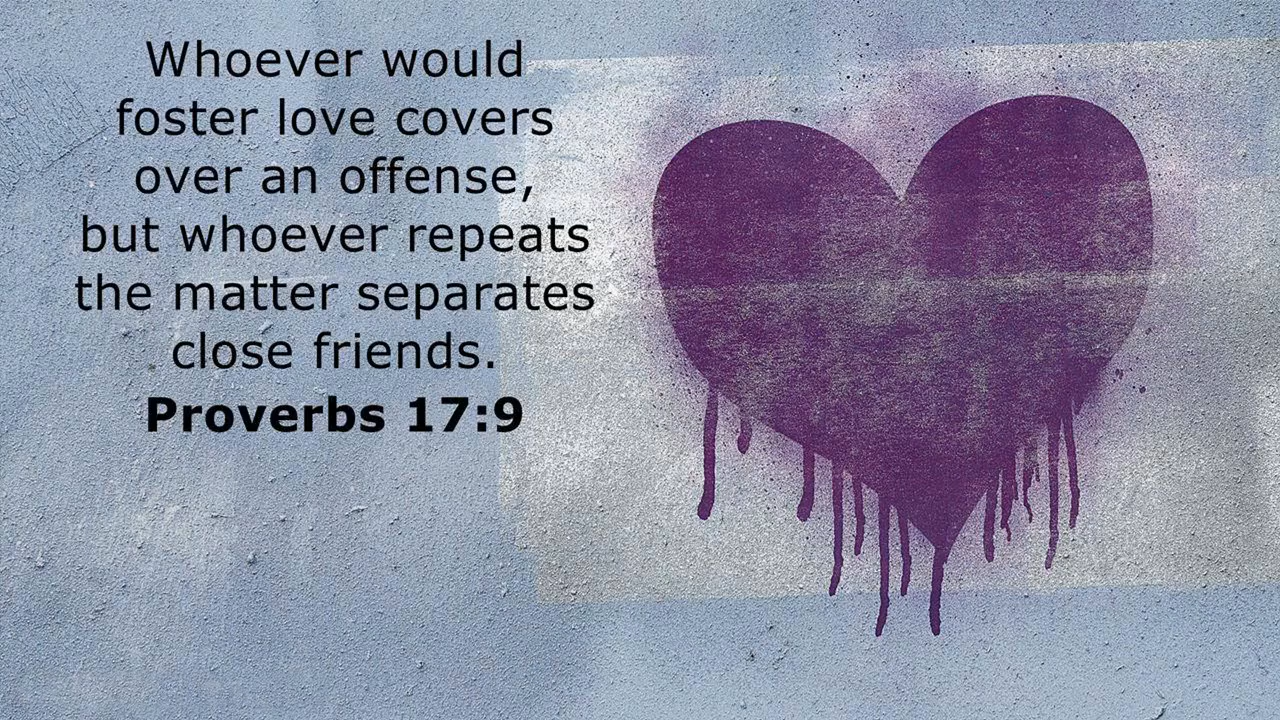 Whoever would
foster love covers
over an offense,
but whoever repeats
the matter separates
close friends.
Proverbs 17:9